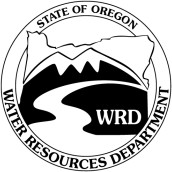 STATE OF OREGON
WRD
WATER RESOURCES DEPARTMENT